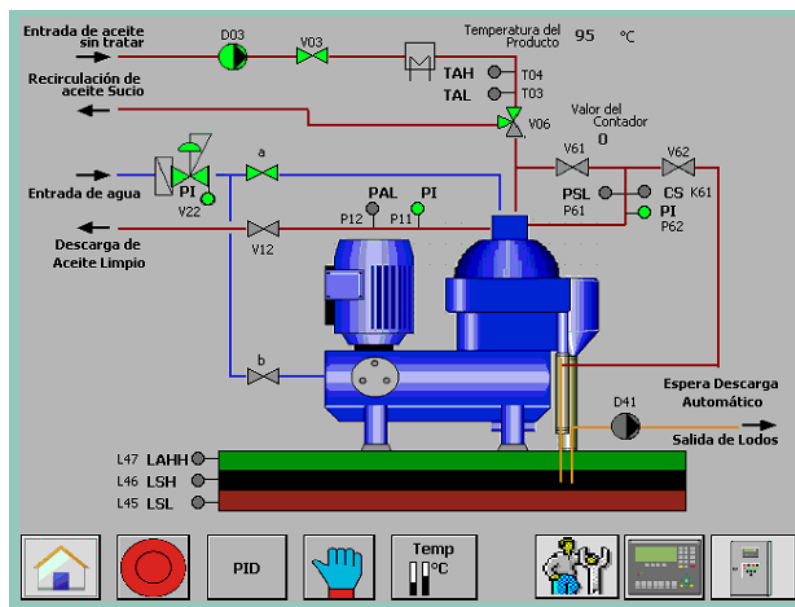 Entrada de aceite
sin tratar
D03
V03
Temperatura del
Producto
95 °C
TAH T04
TAL T03
Recirculación de
aceite Sucio
V06
Valor del
Contador
0
V61
V62
a
Entrada de agua
PI
V22
PAL
PI
P12
P11
PSL
P61
CS K61
PI
P62
Descarga de
Aceite Limpio
V12
b
Espera Descarga
Automático
D41
Salida de Lodos
L47 LAHH
L46 LSH
L45 LSL
PID
Temp
°C